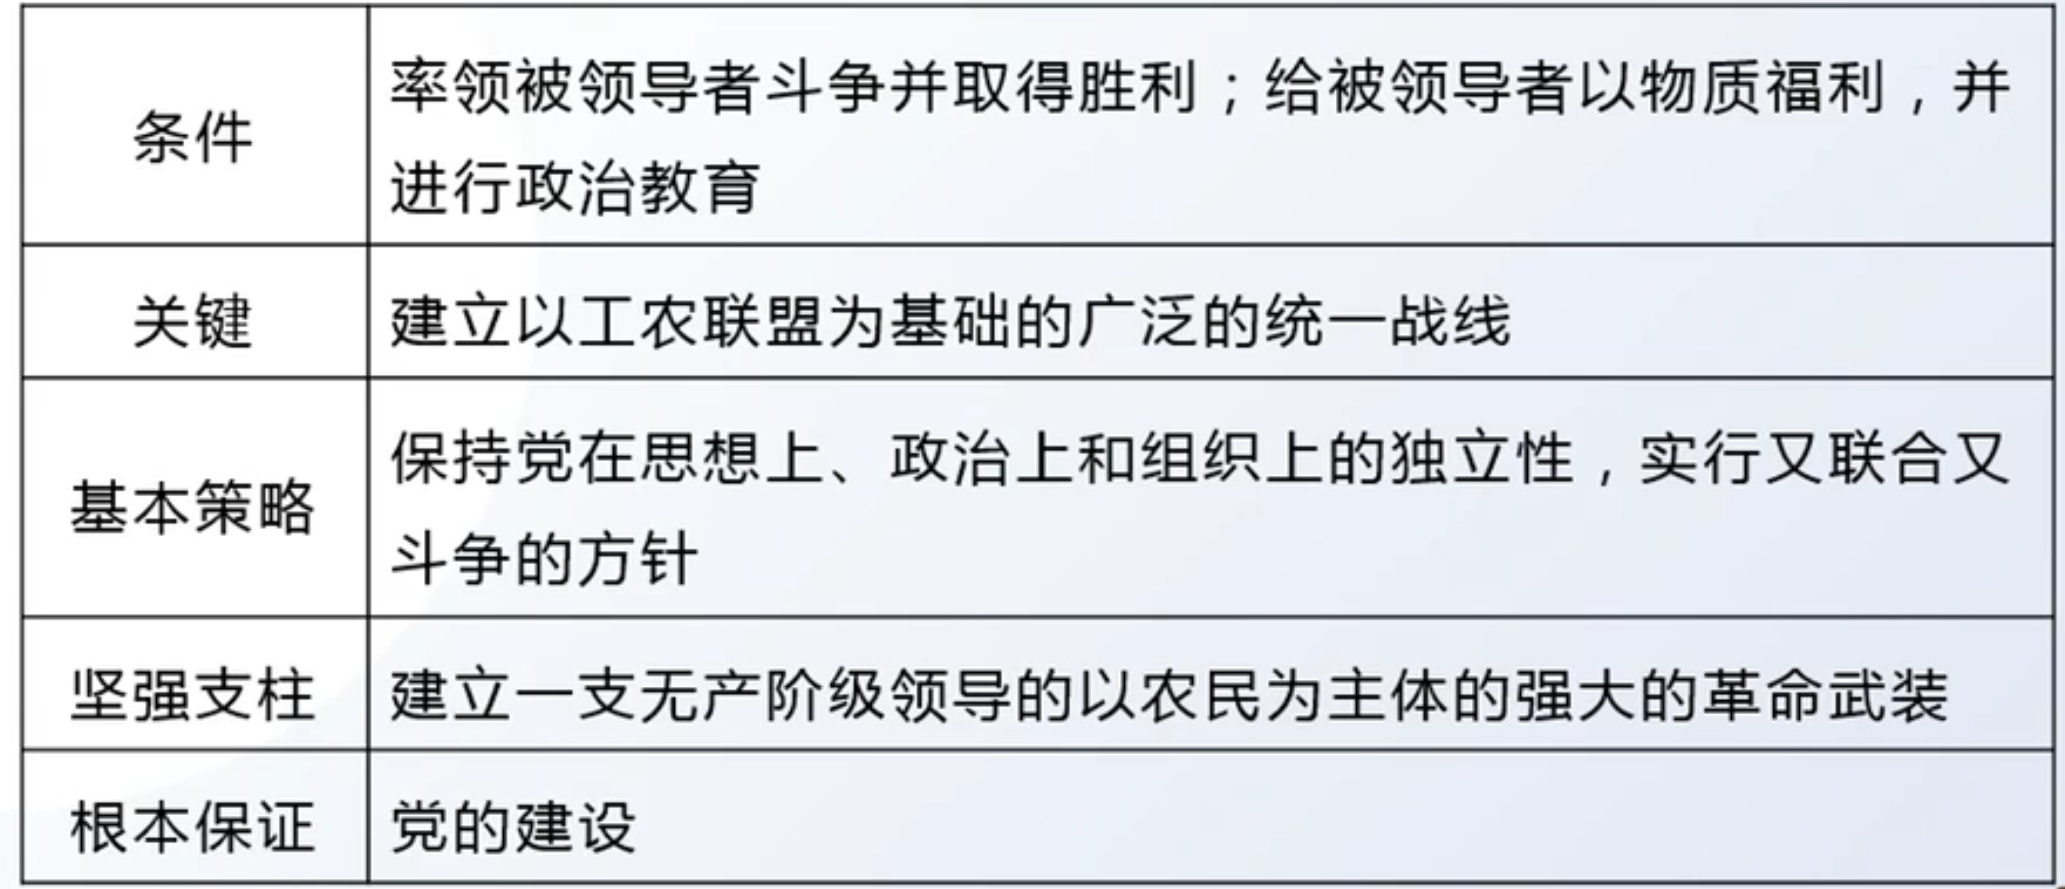 条件
率领被领导者斗争并取得胜利；给被领导者以物质福利，并
进行政治教育
关键
建立以工农联盟为基础的广泛的统一战线
基本策略
保持党在思想上、政治上和组织上的独立性，实行又联合又
斗争的方针
坚强支柱
建立一支无产阶级领导的以农民为主体的强大的革命武装
根本保证
党的建设